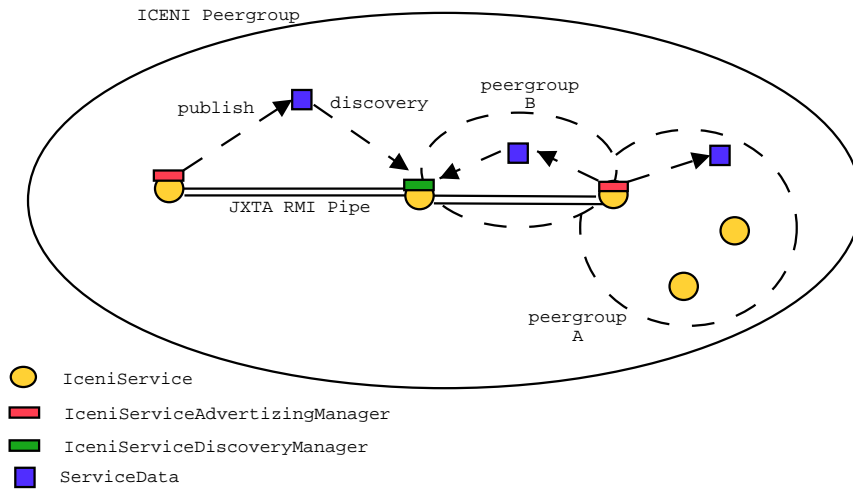 ICENI Peergroup
peergroup
B
publish
discovery
JXTA RMI Pipe
peergroup
A
IceniService
IceniServiceAdvertizingManager
IceniServiceDiscoveryManager
ServiceData